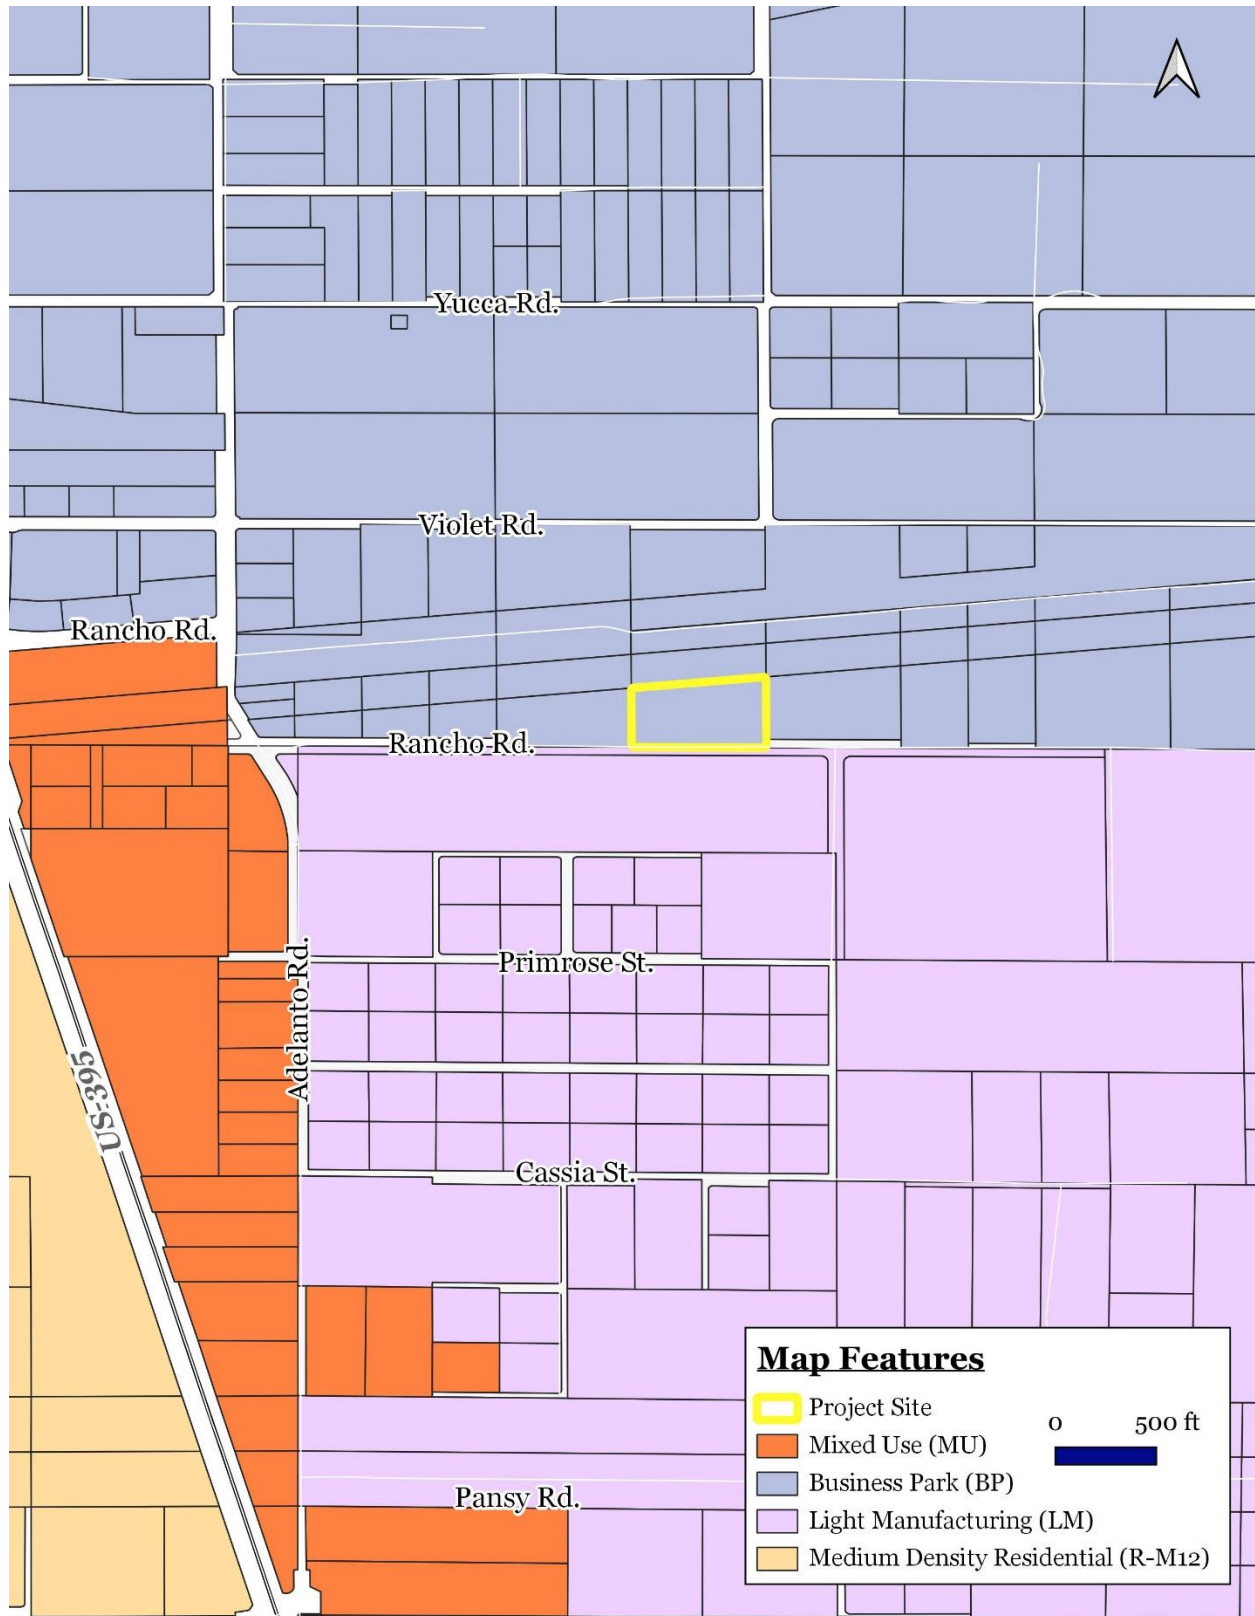 Yucca Rd.
Violet Rd.
Rancho Rd.
Rancho Rd.
Primrose St.
Adelanto Rd.
US-395
Cassia St.
Pansy Rd.
Map Features
Project Site
0 500 ft
Mixed Use (MU)
Business Park (BP)
Light Manufacturing (LM)
Medium Density Residential (R-M12)